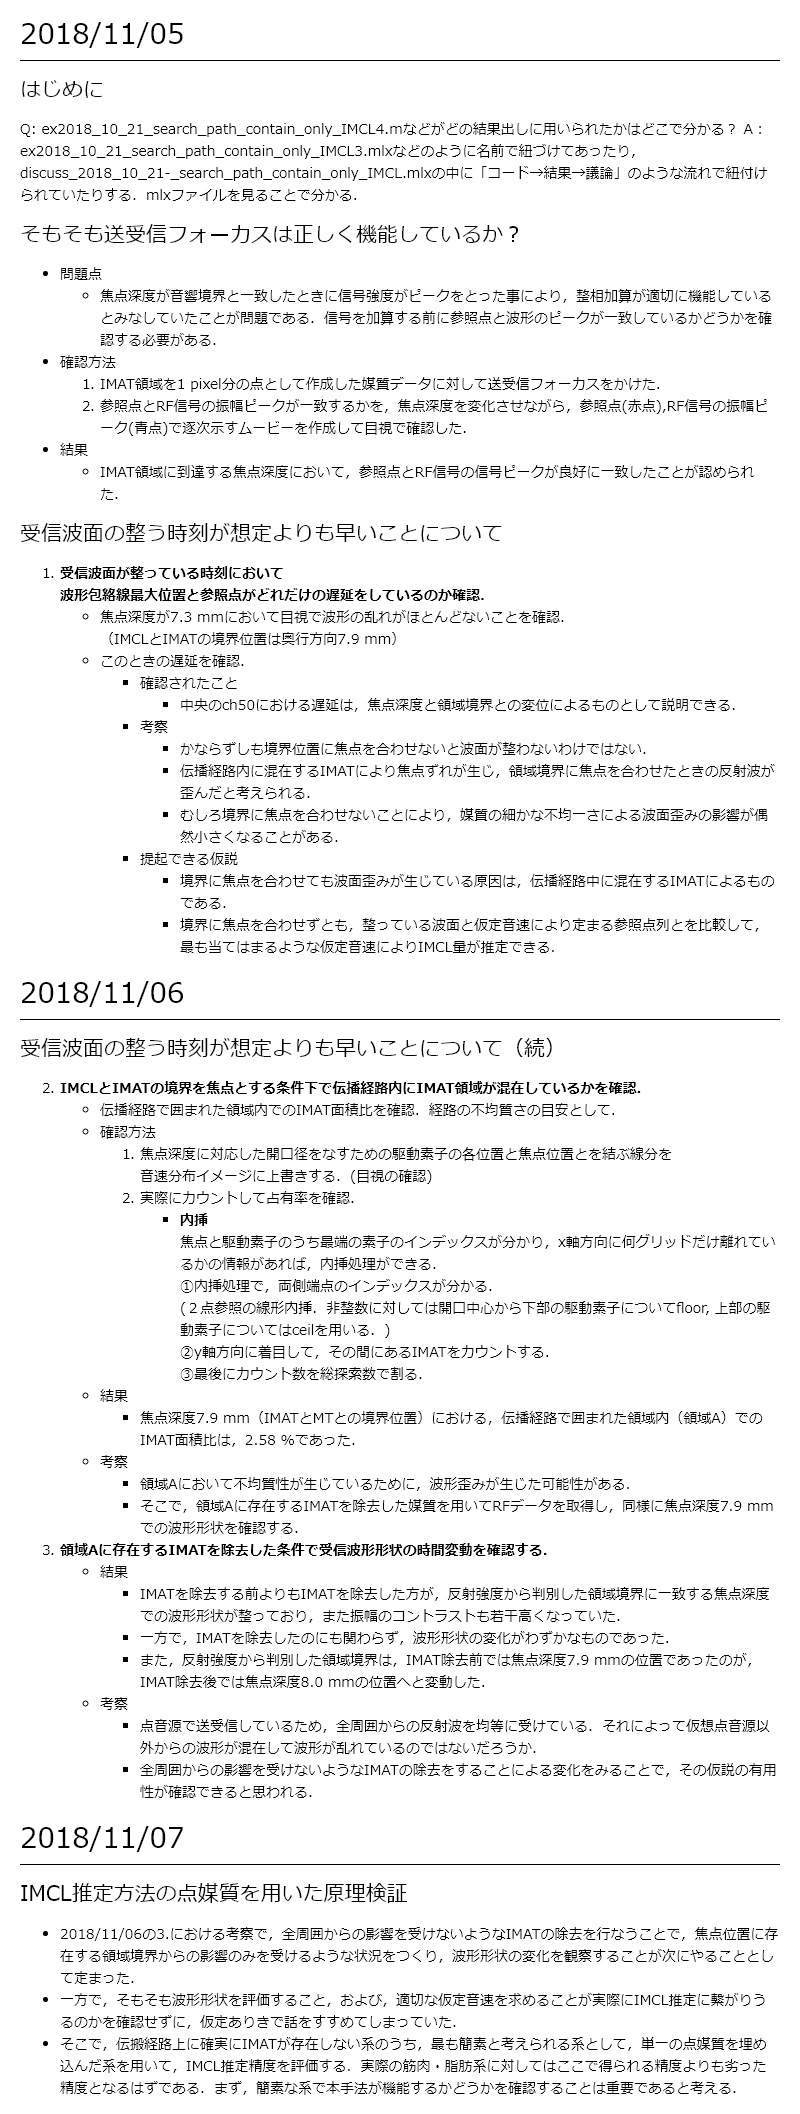 2018/11/05
はじめに
Q: ex2018_10_21_search_path_contain_only_IMCL4.mなどがどの結果出しに用いられたかはどこで分かる？ A：
ex2018_10_21_search_path_contain_only_IMCL3.mlxなどのように名前で紐づけてあったり，
discuss_2018_10_21-_search_path_contain_only_IMCL.mlxの中に「コード→結果→議論」のような流れで紐付け
られていたりする．mlxファイルを見ることで分かる．
そもそも送受信フォーカスは正しく機能しているか？
• 問題点
◦ 焦点深度が音響境界と一致したときに信号強度がピークをとった事により，整相加算が適切に機能している
とみなしていたことが問題である．信号を加算する前に参照点と波形のピークが一致しているかどうかを確
認する必要がある．
• 確認方法
1. IMAT領域を1 pixel分の点として作成した媒質データに対して送受信フォーカスをかけた．
2. 参照点とRF信号の振幅ピークが一致するかを，焦点深度を変化させながら，参照点(赤点),RF信号の振幅ピ
ーク(青点)で逐次示すムービーを作成して目視で確認した．
• 結果
◦ IMAT領域に到達する焦点深度において，参照点とRF信号の信号ピークが良好に一致したことが認められ
た．
受信波面の整う時刻が想定よりも早いことについて
1. 受信波面が整っている時刻において
波形包絡線最大位置と参照点がどれだけの遅延をしているのか確認．
◦ 焦点深度が7.3 mmにおいて目視で波形の乱れがほとんどないことを確認．
（IMCLとIMATの境界位置は奥行方向7.9 mm）
◦ このときの遅延を確認．
▪ 確認されたこと
▪ 中央のch50における遅延は，焦点深度と領域境界との変位によるものとして説明できる．
▪ 考察
▪ かならずしも境界位置に焦点を合わせないと波面が整わないわけではない．
▪ 伝播経路内に混在するIMATにより焦点ずれが生じ，領域境界に焦点を合わせたときの反射波が
歪んだと考えられる．
▪ むしろ境界に焦点を合わせないことにより，媒質の細かな不均一さによる波面歪みの影響が偶
然小さくなることがある．
▪ 提起できる仮説
▪ 境界に焦点を合わせても波面歪みが生じている原因は，伝播経路中に混在するIMATによるもの
である．
▪ 境界に焦点を合わせずとも，整っている波面と仮定音速により定まる参照点列とを比較して，
最も当てはまるような仮定音速によりIMCL量が推定できる．
2018/11/06
受信波面の整う時刻が想定よりも早いことについて（続）
2. IMCLとIMATの境界を焦点とする条件下で伝播経路内にIMAT領域が混在しているかを確認．
◦ 伝播経路で囲まれた領域内でのIMAT面積比を確認．経路の不均質さの目安として．
◦ 確認方法
1. 焦点深度に対応した開口径をなすための駆動素子の各位置と焦点位置とを結ぶ線分を
音速分布イメージに上書きする．(目視の確認)
2. 実際にカウントして占有率を確認．
▪ 内挿
焦点と駆動素子のうち最端の素子のインデックスが分かり，x軸方向に何グリッドだけ離れてい
るかの情報があれば，内挿処理ができる．
①内挿処理で，両側端点のインデックスが分かる．
(２点参照の線形内挿．非整数に対しては開口中心から下部の駆動素子についてfloor, 上部の駆
動素子についてはceilを用いる．)
②y軸方向に着目して，その間にあるIMATをカウントする．
③最後にカウント数を総探索数で割る．
◦ 結果
▪ 焦点深度7.9 mm（IMATとMTとの境界位置）における，伝播経路で囲まれた領域内（領域A）での
IMAT面積比は，2.58 %であった．
◦ 考察
▪ 領域Aにおいて不均質性が生じているために，波形歪みが生じた可能性がある．
▪ そこで，領域Aに存在するIMATを除去した媒質を用いてRFデータを取得し，同様に焦点深度7.9 mm
での波形形状を確認する．
3. 領域Aに存在するIMATを除去した条件で受信波形形状の時間変動を確認する．
◦ 結果
▪ IMATを除去する前よりもIMATを除去した方が，反射強度から判別した領域境界に一致する焦点深度
での波形形状が整っており，また振幅のコントラストも若干高くなっていた．
▪ 一方で，IMATを除去したのにも関わらず，波形形状の変化がわずかなものであった．
▪ また，反射強度から判別した領域境界は，IMAT除去前では焦点深度7.9 mmの位置であったのが，
IMAT除去後では焦点深度8.0 mmの位置へと変動した．
◦ 考察
▪ 点音源で送受信しているため，全周囲からの反射波を均等に受けている．それによって仮想点音源以
外からの波形が混在して波形が乱れているのではないだろうか．
▪ 全周囲からの影響を受けないようなIMATの除去をすることによる変化をみることで，その仮説の有用
性が確認できると思われる．
2018/11/07
IMCL推定方法の点媒質を用いた原理検証
• 2018/11/06の3.における考察で，全周囲からの影響を受けないようなIMATの除去を行なうことで，焦点位置に存
在する領域境界からの影響のみを受けるような状況をつくり，波形形状の変化を観察することが次にやることとし
て定まった．
• 一方で，そもそも波形形状を評価すること，および，適切な仮定音速を求めることが実際にIMCL推定に繋がりう
るのかを確認せずに，仮定ありきで話をすすめてしまっていた．
• そこで，伝搬経路上に確実にIMATが存在しない系のうち，最も簡素と考えられる系として，単一の点媒質を埋め
込んだ系を用いて，IMCL推定精度を評価する．実際の筋肉・脂肪系に対してはここで得られる精度よりも劣った
精度となるはずである．まず，簡素な系で本手法が機能するかどうかを確認することは重要であると考える．